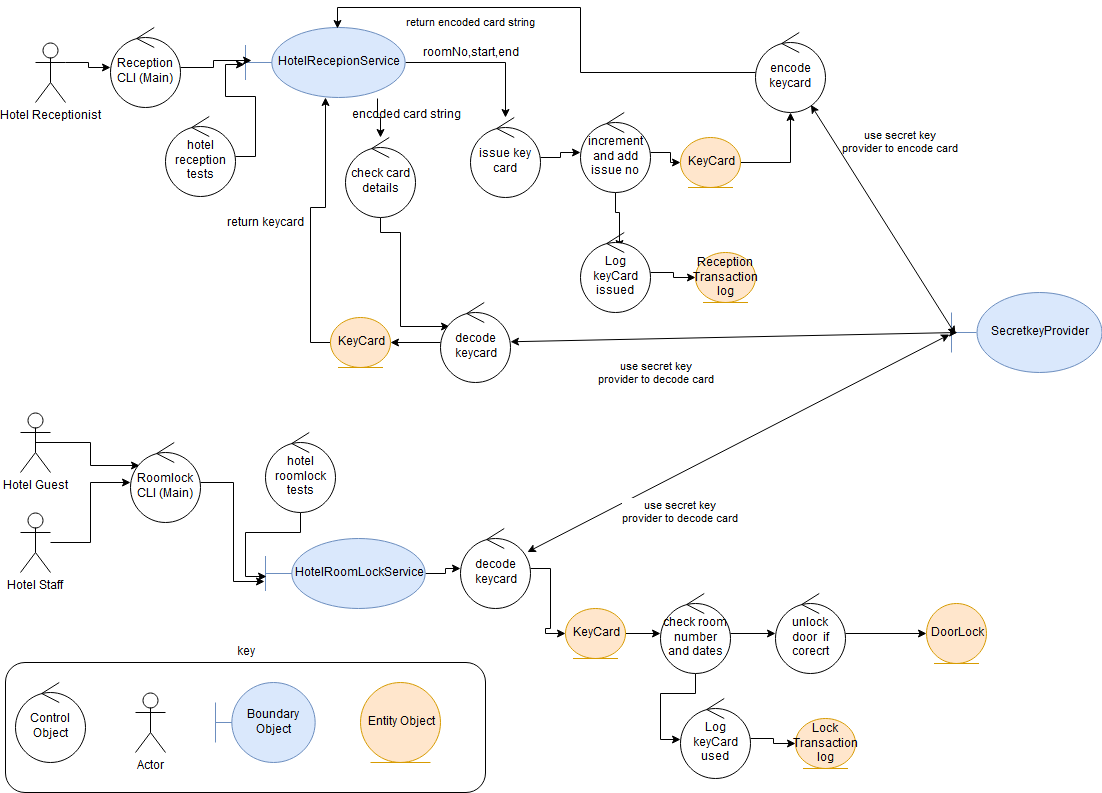 return encoded card string
roomNo,start,end
Reception
CLI (Main)
HotelRecepionService
encode
keycard
Hotel Receptionist
encoded card string
hotel
reception
tests
check card
details
issue key
card
increment
and add
issue no
KeyCard
use secret key
provider to encode card
return keycard
Log
keyCard
issued
Reception
Transaction
log
KeyCard
decode
keycard
SecretkeyProvider
use secret key
provider to decode card
Hotel Guest
Roomlock
CLI (Main)
hotel
roomlock
tests
use secret key
provider to decode card
Hotel Staff
HotelRoomLockService
decode
keycard
KeyCard
check room
number
and dates
unlock
door if
corecrt
DoorLock
key
Control
Object
Actor
Boundary
Object
Entity Object
Log
keyCard
used
Lock
Transaction
log